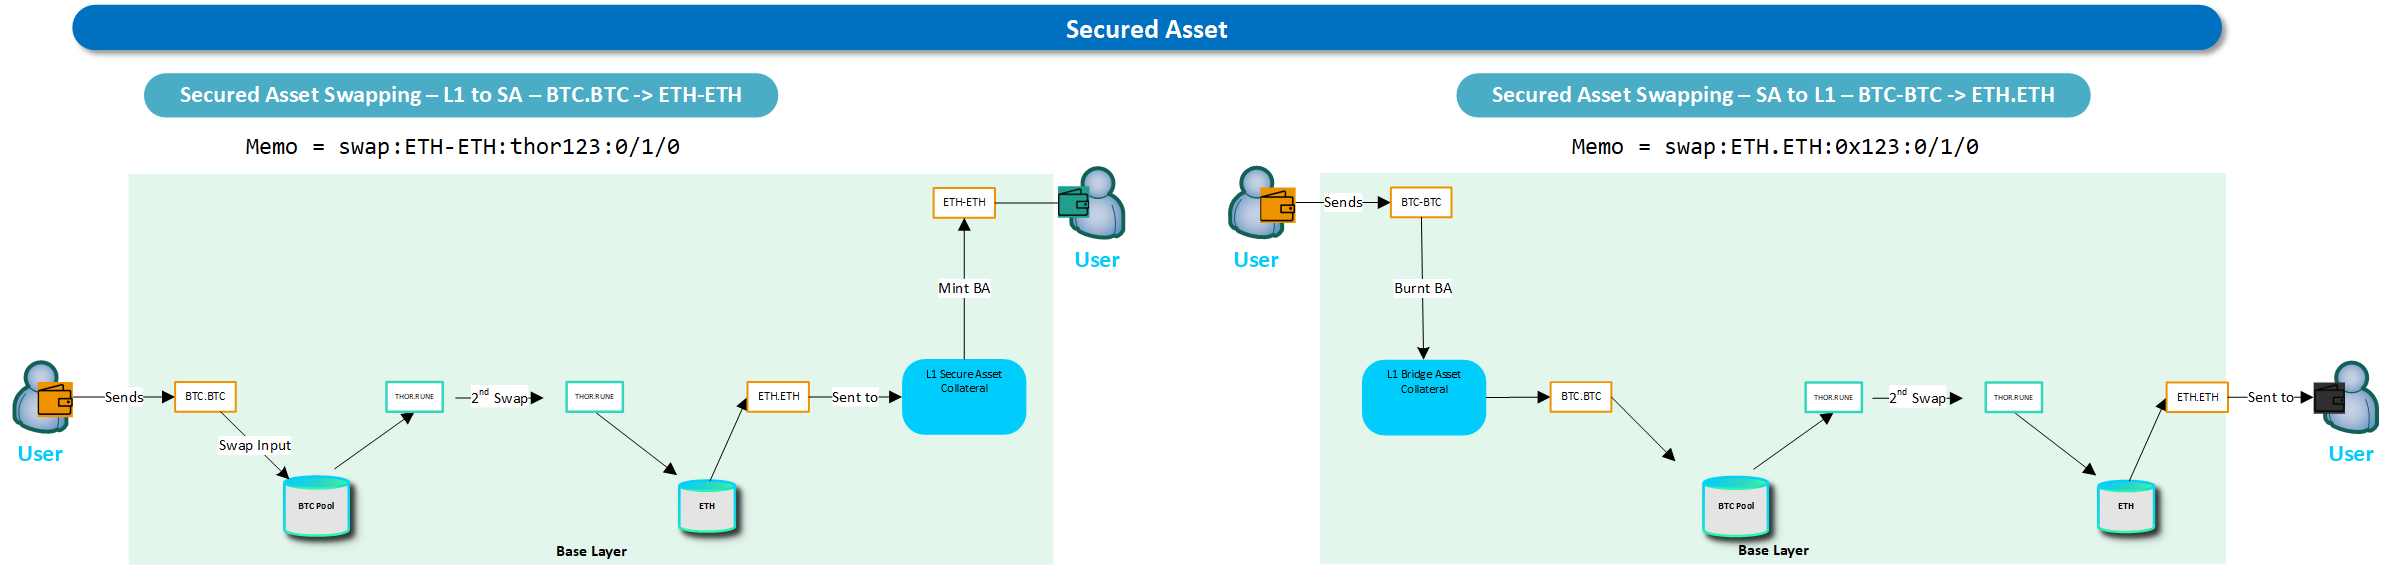 Secured Asset
Secured Asset Swapping – L1 to SA – BTC.BTC -> ETH-ETH
Memo = swap:ETH-ETH:thor123:0/1/0
ETH-ETH
User
Mint BA
L1 Secure Asset
Collateral
User
Sends
BTC.BTC
Swap Input
BTC Pool
THOR.RUNE
2nd Swap
THOR.RUNE
ETH
ETH.ETH
Sent to
Base Layer
Secured Asset Swapping – SA to L1 – BTC-BTC -> ETH.ETH
Memo = swap:ETH.ETH:0x123:0/1/0
User
Sends
BTC-BTC
Burnt BA
L1 Bridge Asset
Collateral
BTC.BTC
BTC Pool
THOR.RUNE
2nd Swap
THOR.RUNE
ETH
ETH.ETH
Sent to
User
Base Layer